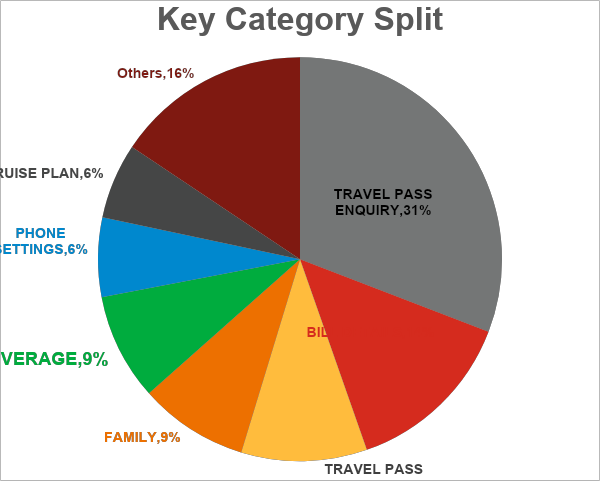 Key Category Split
Others,16%
TRAVEL PASS
ENQUIRY,31%
RUISE PLAN,6%
PHONE
SETTINGS,6%
BIL
VERAGE,9%
FAMILY,9%
TRAVEL PASS